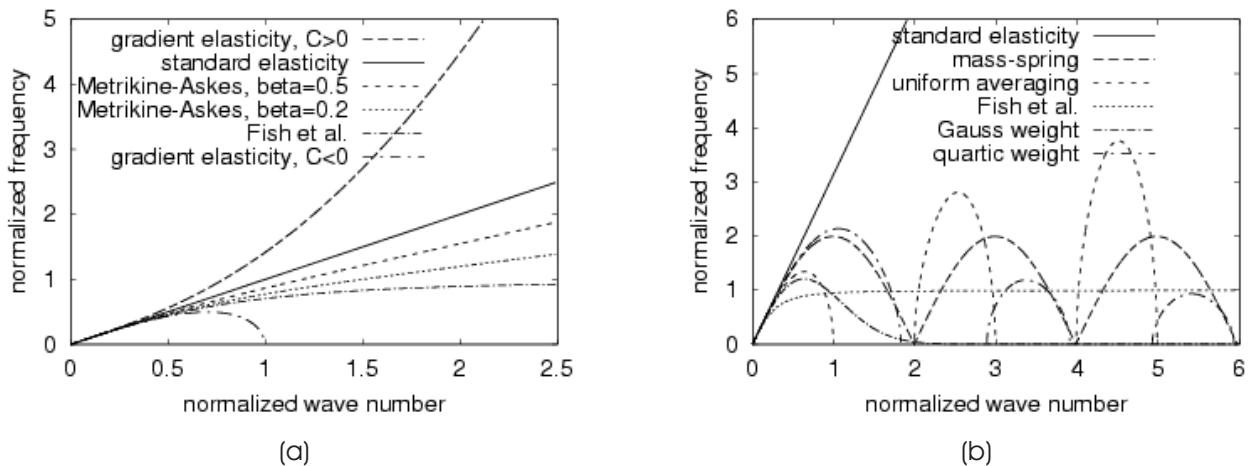 gradient elasticity, C>0
standard elasticity
Metrikine-Askes, beta=0.5
Metrikine-Askes, beta=0.2
Fish et al.
gradient elasticity, C<0
normalized frequency
5
4
3
2
1
0
0 0.5 1 1.5 2 2.5
normalized wave number
(a)
standard elasticity
mass-spring
uniform averaging
Fish et al.
Gauss weight
quartic weight
normalized frequency
6
5
4
3
2
1
0
0 1 2 3 4 5 6
normalized wave number
(b)